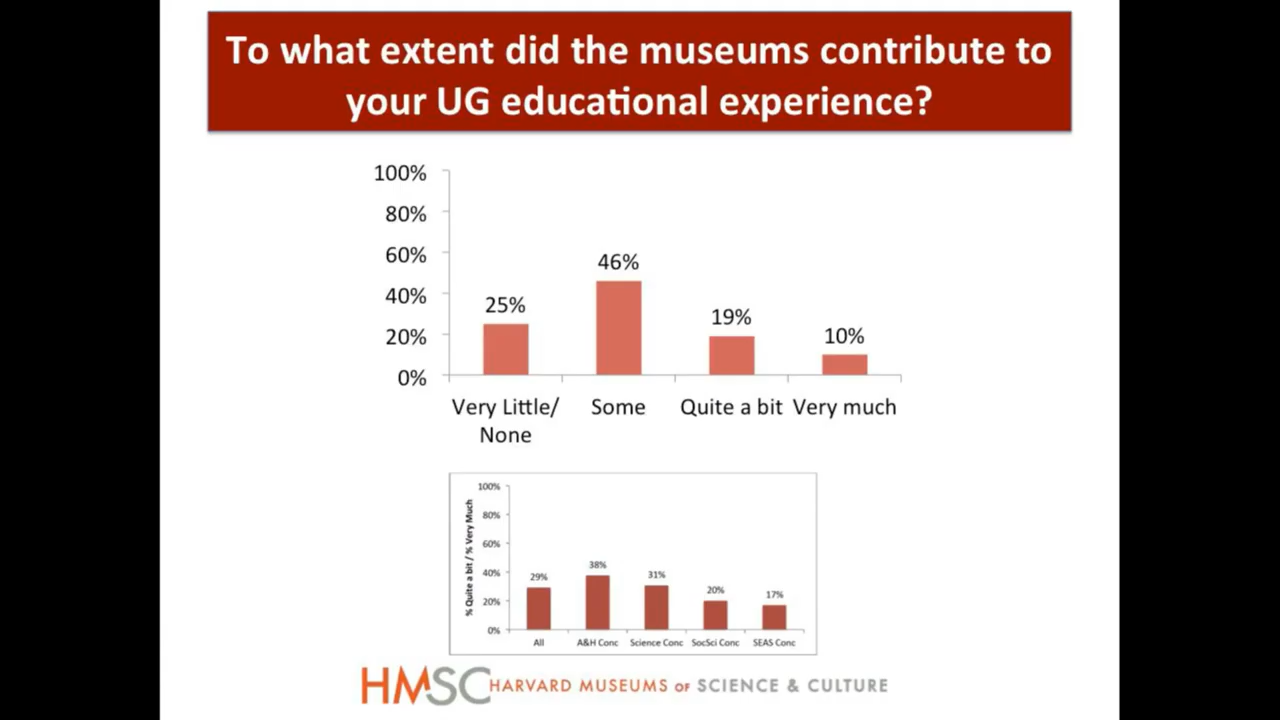 To what extent did the museums contribute to
your UG educational experience?
100%
80%
60%
40%
20%
0%
25%
46%
19%
10%
Very Little/
None
Some
Quite a bit
Very much
% Quite a bit / % Very Much
100%
80%
60%
40%
20%
0%
29%
38%
31%
20%
17%
All
A&H Conc
Science Conc
SocSci Conc
SEAS Conc
HMSC HARVARD MUSEUMS OF SCIENCE & CULTURE